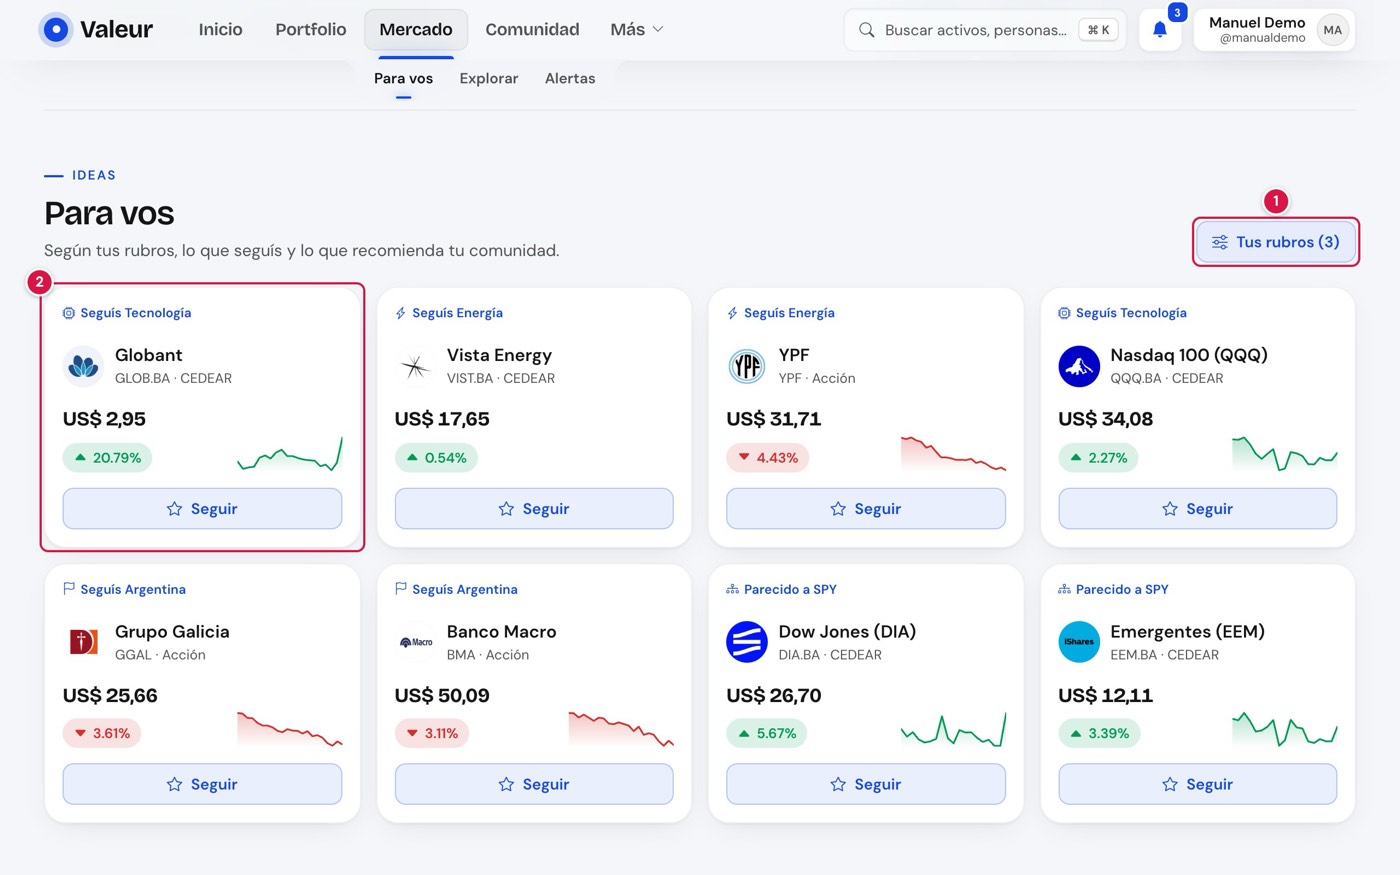 Valeur
Inicio
Portfolio
Mercado
Comunidad
Más
Buscar activos, personas...
⌘ K
3
Manuel Demo
@manualdemo
MA
Para vos
Explorar
Alertas
IDEAS
Para vos
Según tus rubros, lo que seguís y lo que recomienda tu comunidad.
1
Tus rubros (3)
2
Seguís Tecnología
Globant
GLOB.BA · CEDEAR
US$ 2,95
20.79%
Seguir
Seguís Energía
Vista Energy
VIST.BA · CEDEAR
US$ 17,65
0.54%
Seguir
Seguís Energía
YPF
YPF
YPF · Acción
US$ 31,71
4.43%
Seguir
Seguís Tecnología
Nasdaq 100 (QQQ)
QQQ.BA · CEDEAR
US$ 34,08
2.27%
Seguir
Seguís Argentina
Grupo Galicia
GGAL · Acción
US$ 25,66
3.61%
Seguir
Seguís Argentina
Macro
Banco Macro
BMA · Acción
US$ 50,09
3.11%
Seguir
Parecido a SPY
Dow Jones (DIA)
DIA.BA · CEDEAR
US$ 26,70
5.67%
Seguir
Parecido a SPY
iShares
Emergentes (EEM)
EEM.BA · CEDEAR
US$ 12,11
3.39%
Seguir